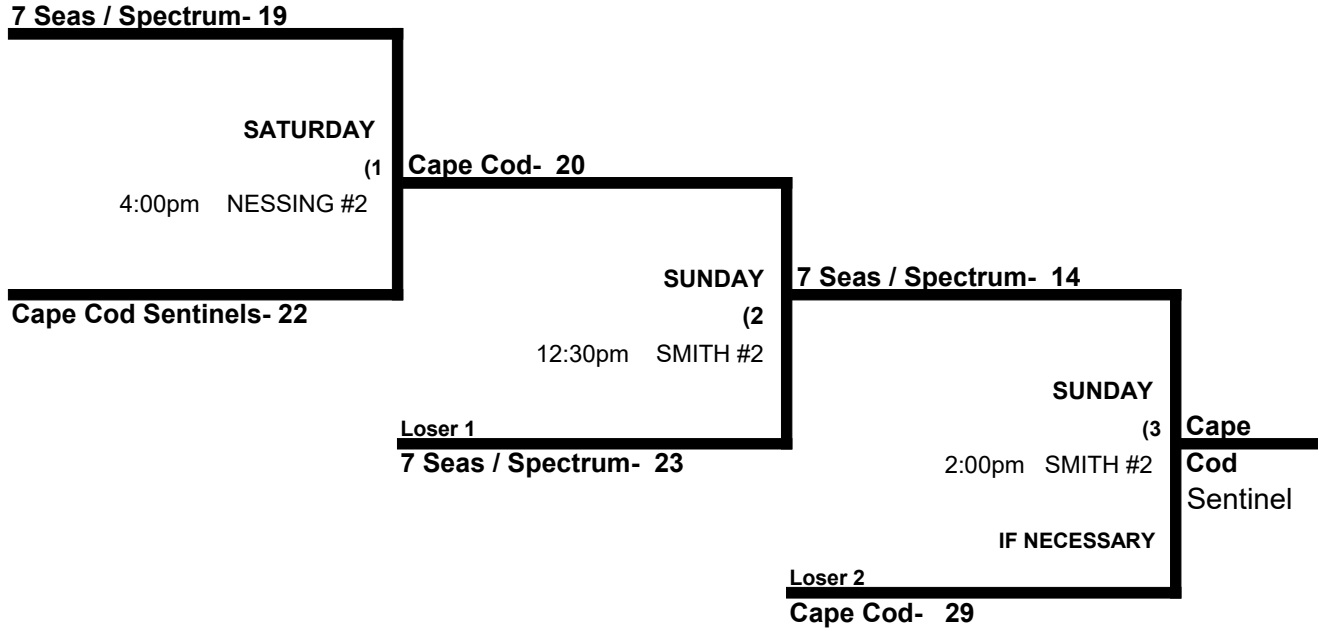 7 Seas / Spectrum- 19
SATURDAY
(1
4:00pm NESSING #2
Cape Cod Sentinels- 22
Cape Cod- 20
SUNDAY
(2
12:30pm SMITH #2
Loser 1
7 Seas / Spectrum- 23
7 Seas / Spectrum- 14
SUNDAY
(3
2:00pm SMITH #2
IF NECESSARY
Loser 2
Cape Cod- 29
Cape
Cod
Sentinel